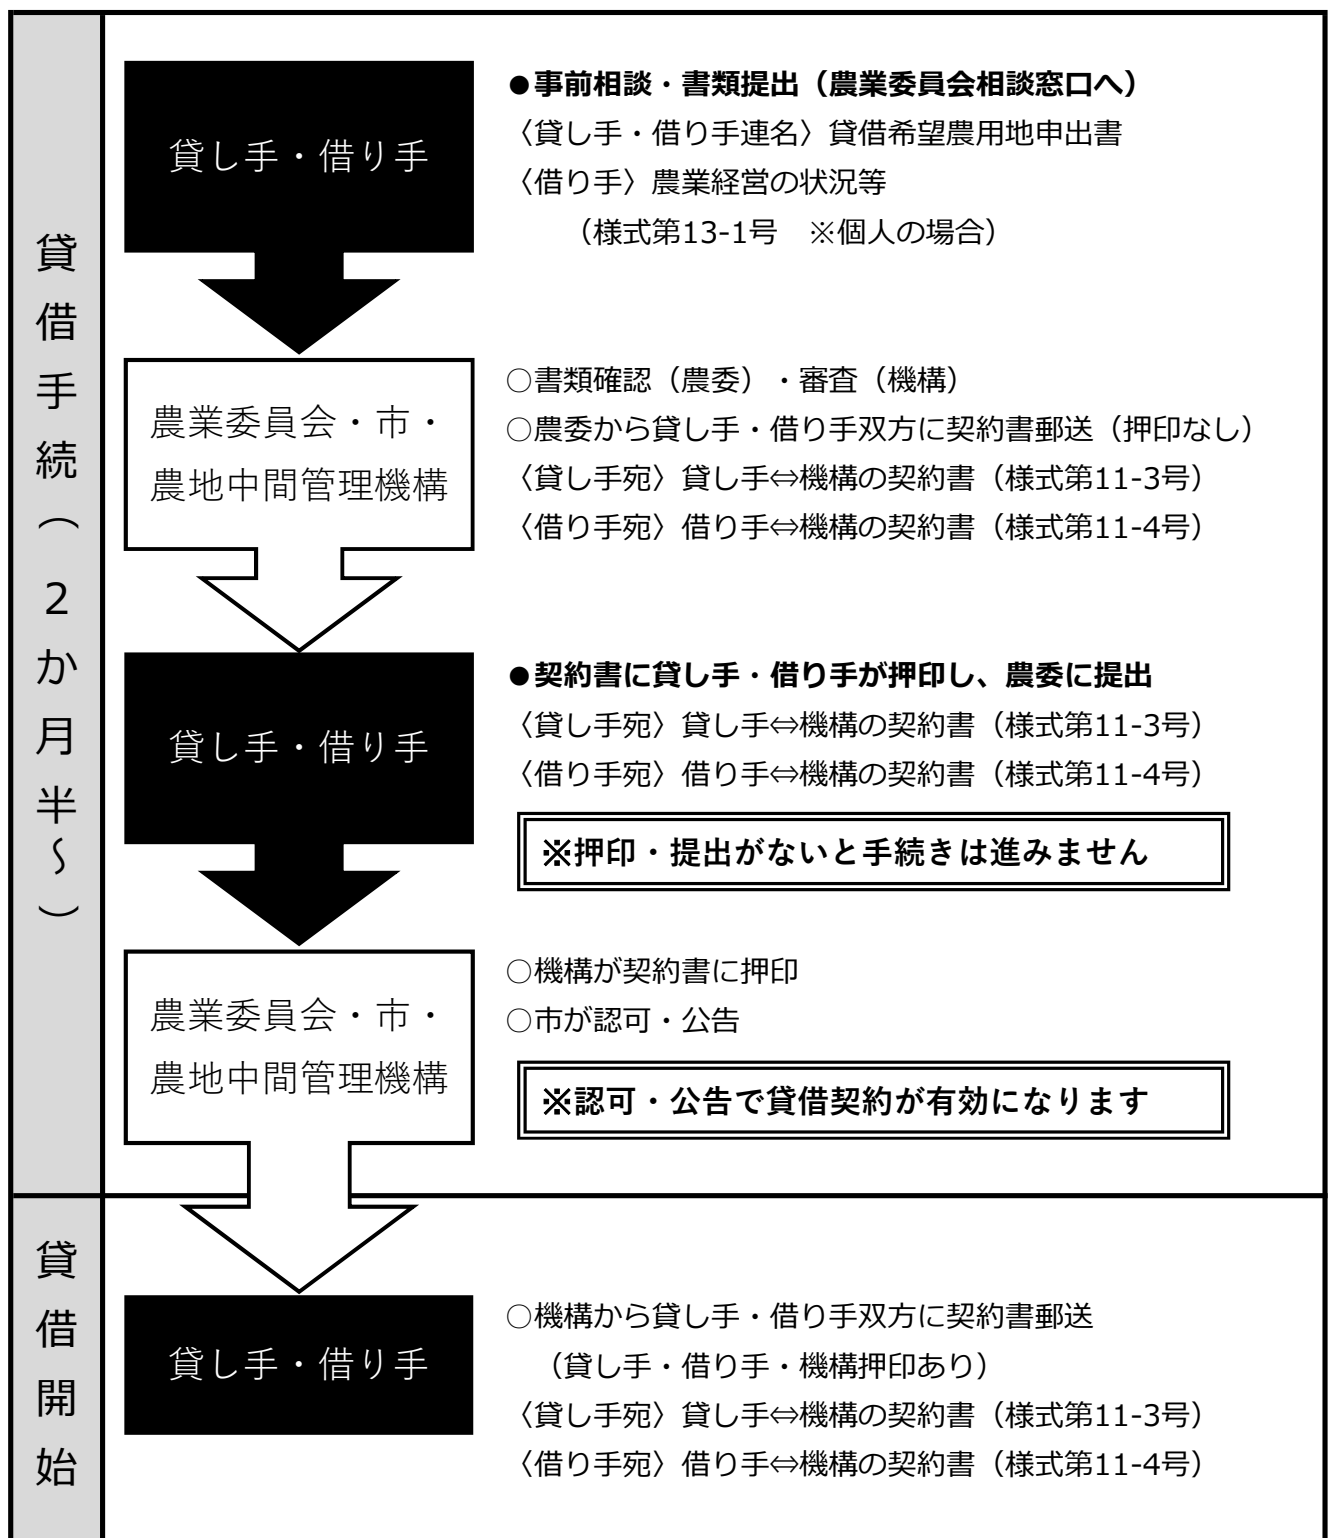 貸借手続（２か月半～）
貸し手・借り手
●事前相談・書類提出（農業委員会相談窓口へ）
〈貸し手・借り手連名〉貸借希望農用地申出書
〈借り手〉農業経営の状況等
（様式第13-1号　※個人の場合）
農業委員会・市・
農地中間管理機構
○書類確認（農委）・審査（機構）
○農委から貸し手・借り手双方に契約書郵送（押印なし）
〈貸し手宛〉貸し手⇔機構の契約書（様式第11-3号）
〈借り手宛〉借り手⇔機構の契約書（様式第11-4号）
貸し手・借り手
●契約書に貸し手・借り手が押印し、農委に提出
〈貸し手宛〉貸し手⇔機構の契約書（様式第11-3号）
〈借り手宛〉借り手⇔機構の契約書（様式第11-4号）
※押印・提出がないと手続きは進みません
農業委員会・市・
農地中間管理機構
○機構が契約書に押印
○市が認可・公告
※認可・公告で貸借契約が有効になります
貸借開始
貸し手・借り手
○機構から貸し手・借り手双方に契約書郵送
（貸し手・借り手・機構押印あり）
〈貸し手宛〉貸し手⇔機構の契約書（様式第11-3号）
〈借り手宛〉借り手⇔機構の契約書（様式第11-4号）